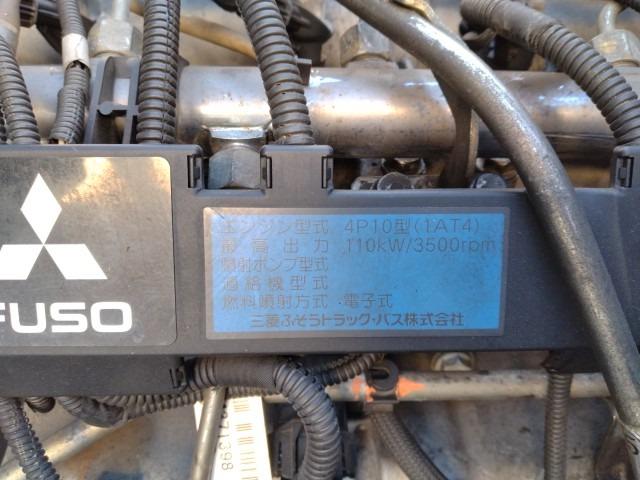 エンジン型式 4P10型(1AT4)
最高出力 110kW/3500rpm
噴射ポンプ型式
過給機型式
燃料噴射方式 電子式
三菱ふそうトラック・バス株式会社
FUSO
71398